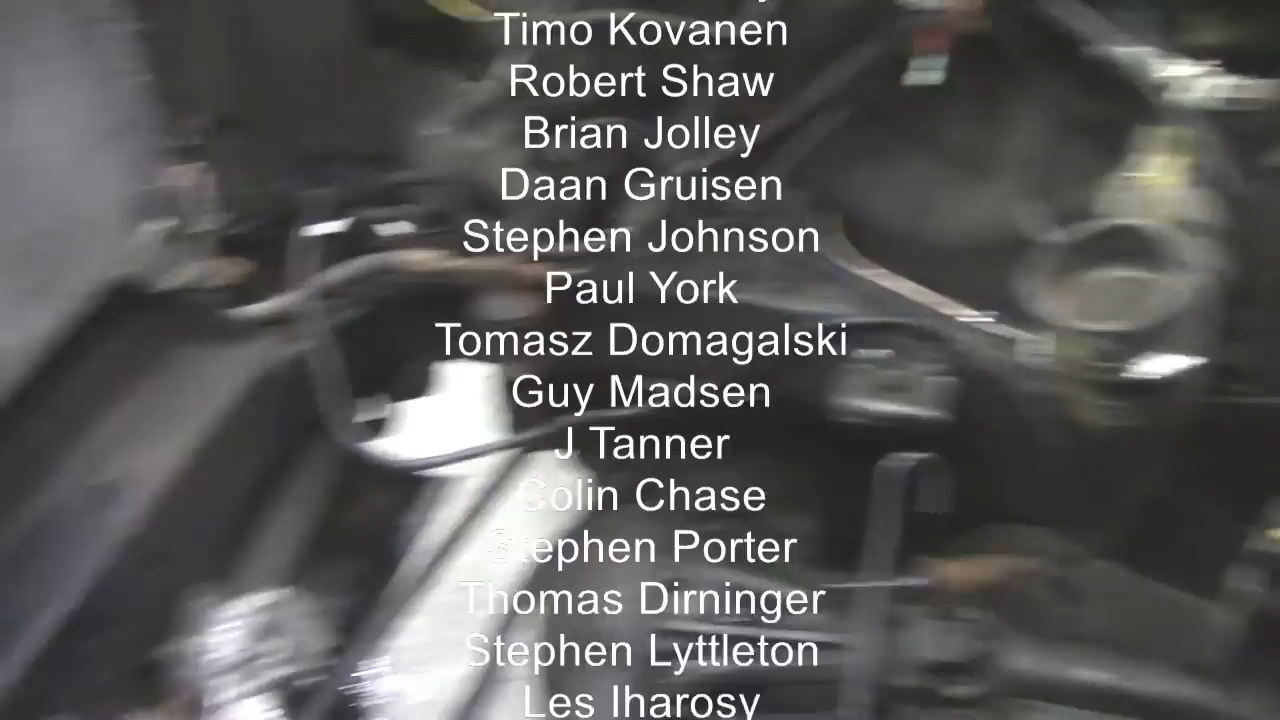 Timo Kovanen
Robert Shaw
Brian Jolley
Daan Gruisen
Stephen Johnson
Paul York
Tomasz Domagalski
Guy Madsen
J Tanner
Colin Chase
Stephen Porter
Thomas Dirninger
Stephen Lyttleton
Les Iharosy